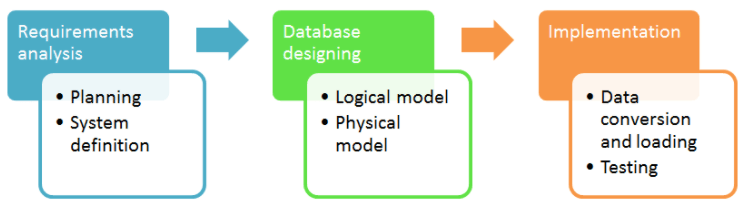 Requirements
analysis
• Planning
• System
definition
Database
designing
• Logical model
• Physical
model
Implementation
• Data
conversion
and loading
• Testing